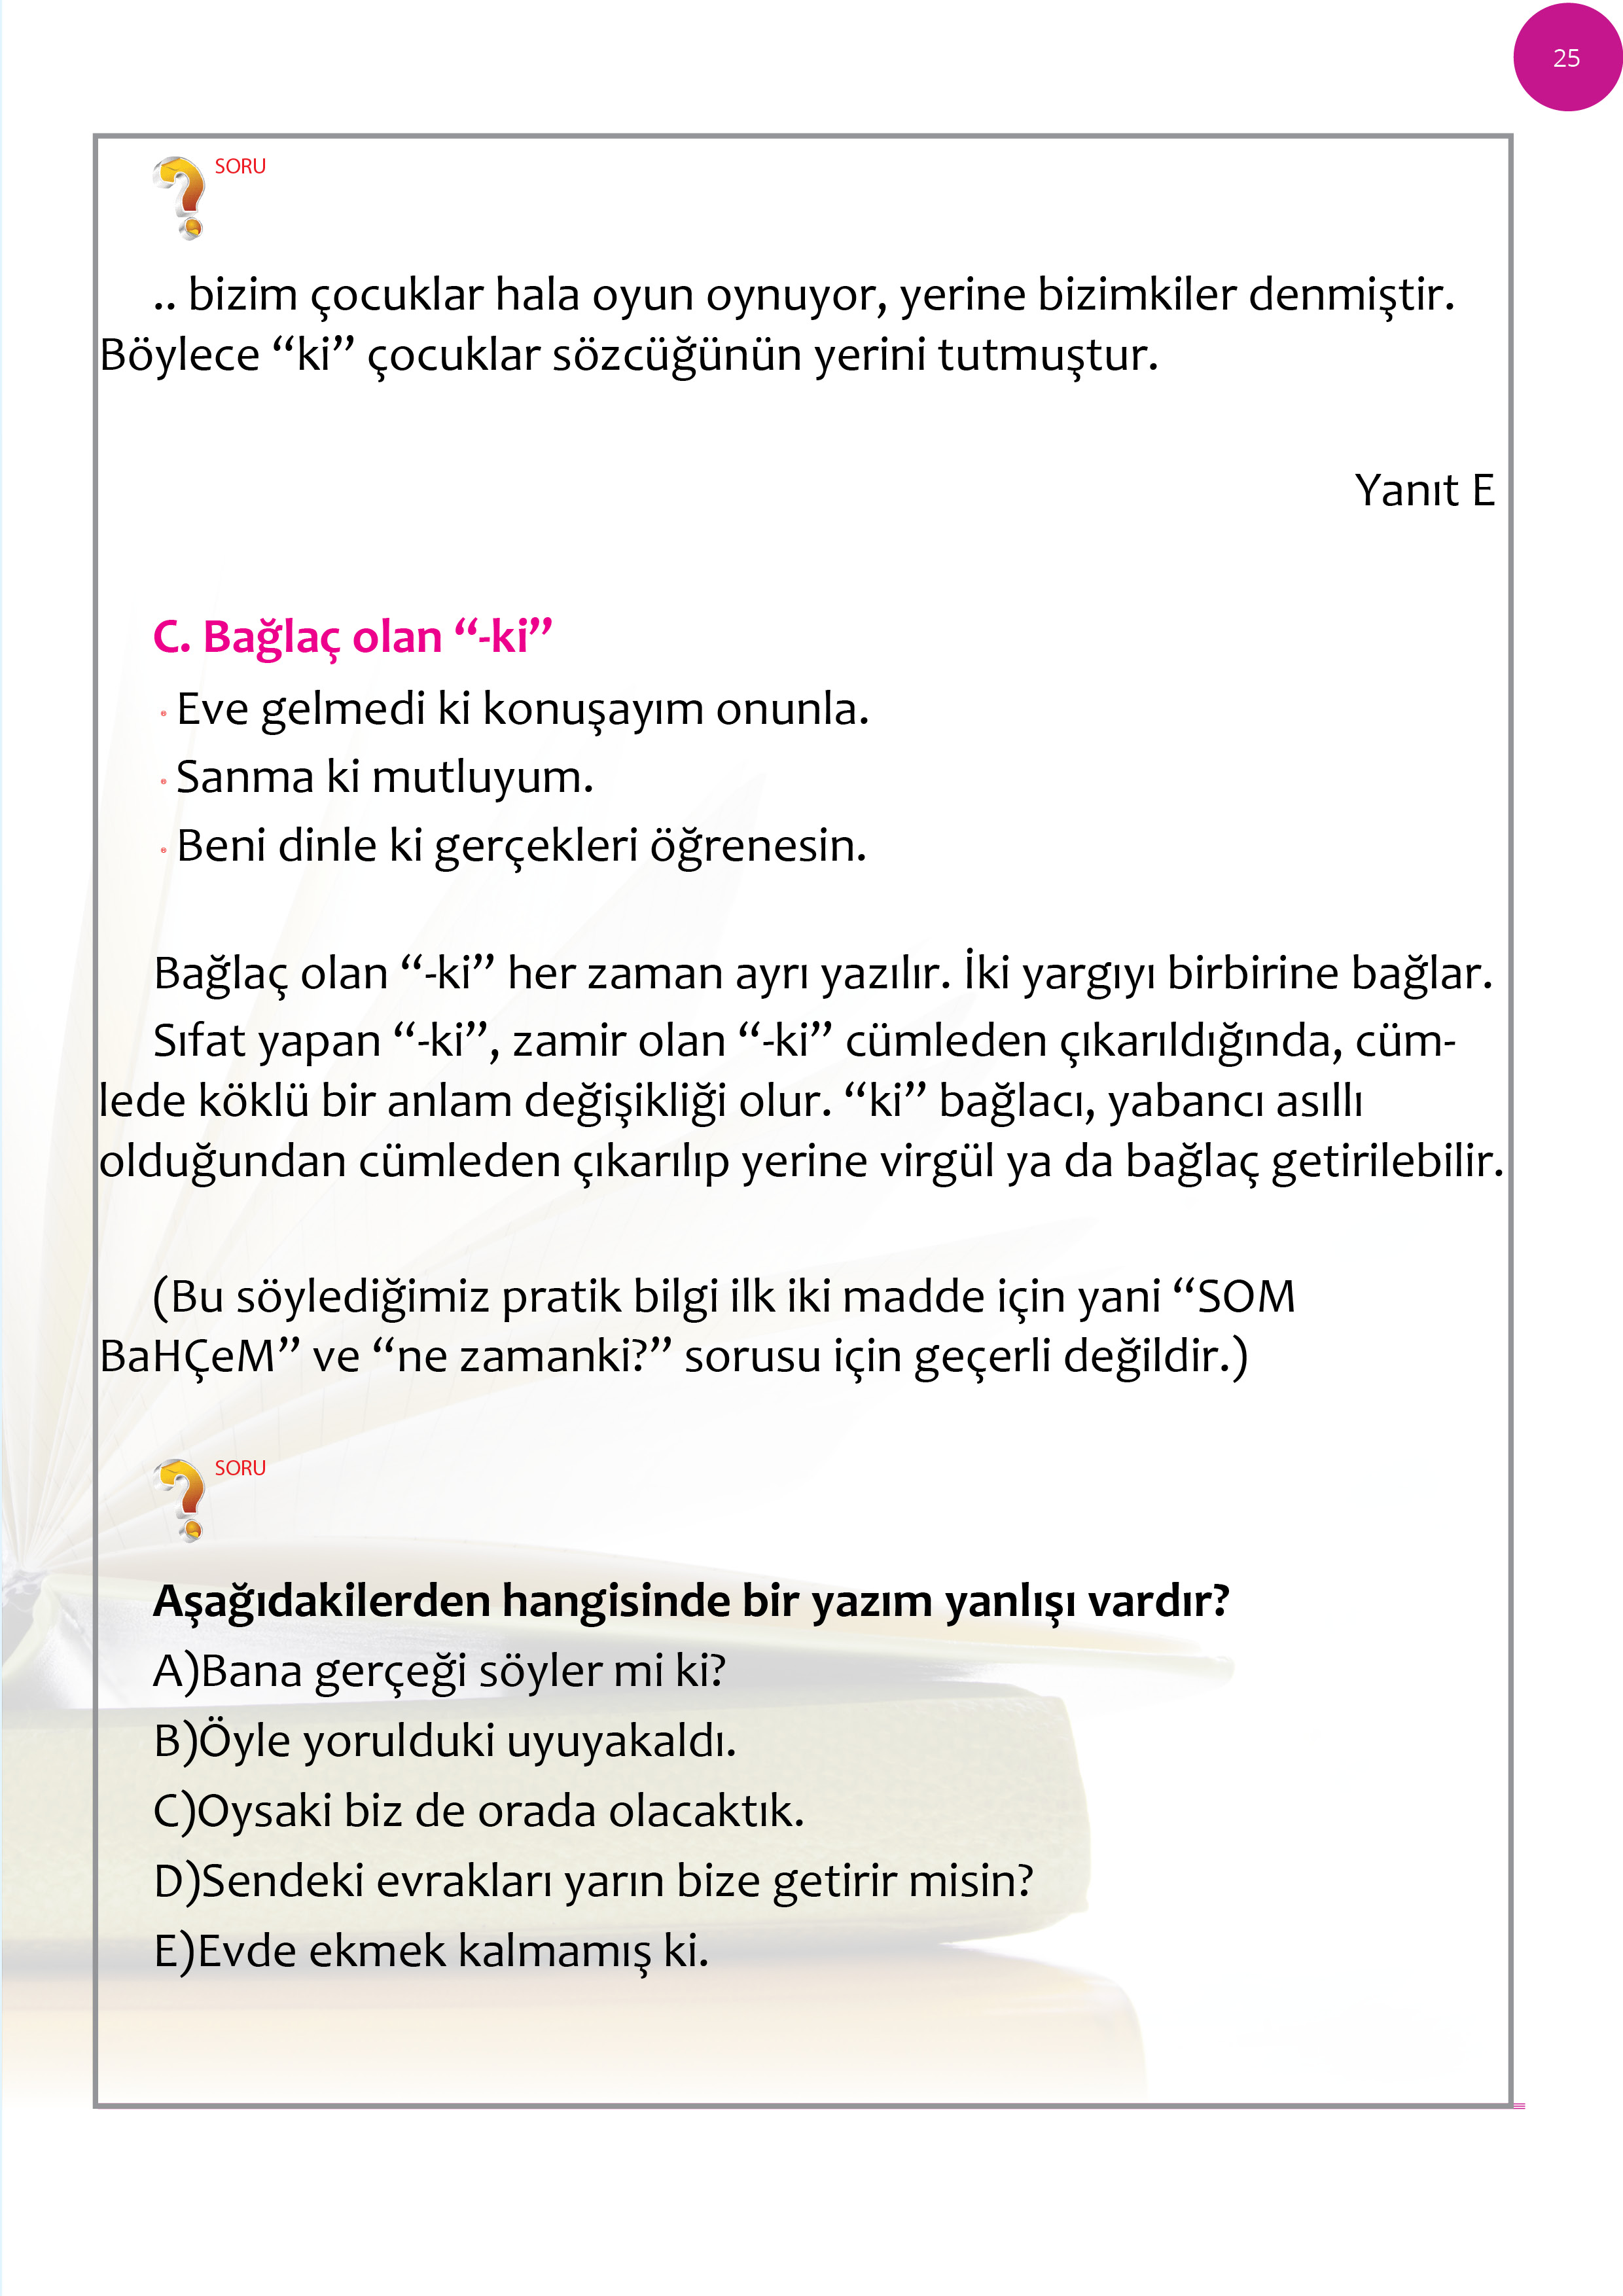 25
SORU
.. bizim çocuklar hala oyun oynuyor, yerine bizimkiler denmiştir.
Böylece “ki” çocuklar sözcüğünün yerini tutmuştur.
Yanıt E
C. Bağlaç olan “-ki”
Eve gelmedi ki konuşayım onunla.
Sanma ki mutluyum.
Beni dinle ki gerçekleri öğrenesin.
Bağlaç olan “-ki” her zaman ayrı yazılır. İki yargıyı birbirine bağlar.
Sıfat yapan “-ki”, zamir olan “-ki” cümleden çıkarıldığında, cüm-
lede köklü bir anlam değişikliği olur. “ki” bağlacı, yabancı asıllı
olduğundan cümleden çıkarılıp yerine virgül ya da bağlaç getirilebilir.
(Bu söylediğimiz pratik bilgi ilk iki madde için yani “SOM
BaHÇeM” ve “ne zamanki?” sorusu için geçerli değildir.)
SORU
Aşağıdakilerden hangisinde bir yazım yanlışı vardır?
A)Bana gerçeği söyler mi ki?
B)Öyle yorulduki uyuyakaldı.
C)Oysaki biz de orada olacaktık.
D)Sendeki evrakları yarın bize getirir misin?
E)Evde ekmek kalmamış ki.